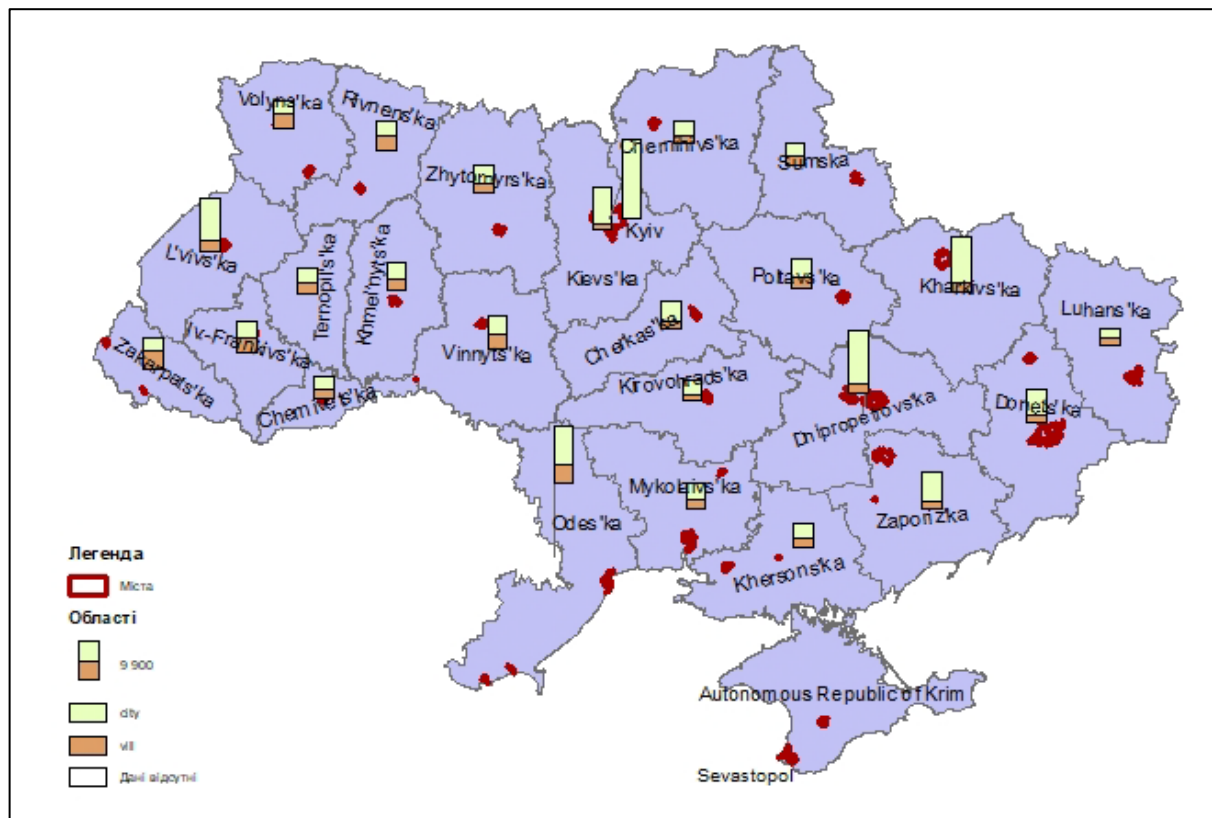 Volyns'ka
Rivnens'ka
Zhytomyrs'ka
Chernihivs'ka
Sumska
L'vivs'ka
Ternopil's'ka
Khmel'nyts'ka
Kievs'ka
Kyiv
Poltavs'ka
Kharkivs'ka
Luhans'ka
Zakarpats'ka
Iv.-Frankivs'ka
Chernivets'ka
Vinnyts'ka
Cherkas'ka
Kirovohrads'ka
Dnipropetrovs'ka
Donets'ka
Odes'ka
Mykolaivs'ka
Zaporiz'ka
Khersons'ka
Autonomous Republic of Krim
Sevastopol
Легенда
Міста
Області
9 900
city
vill
Дані відсутні